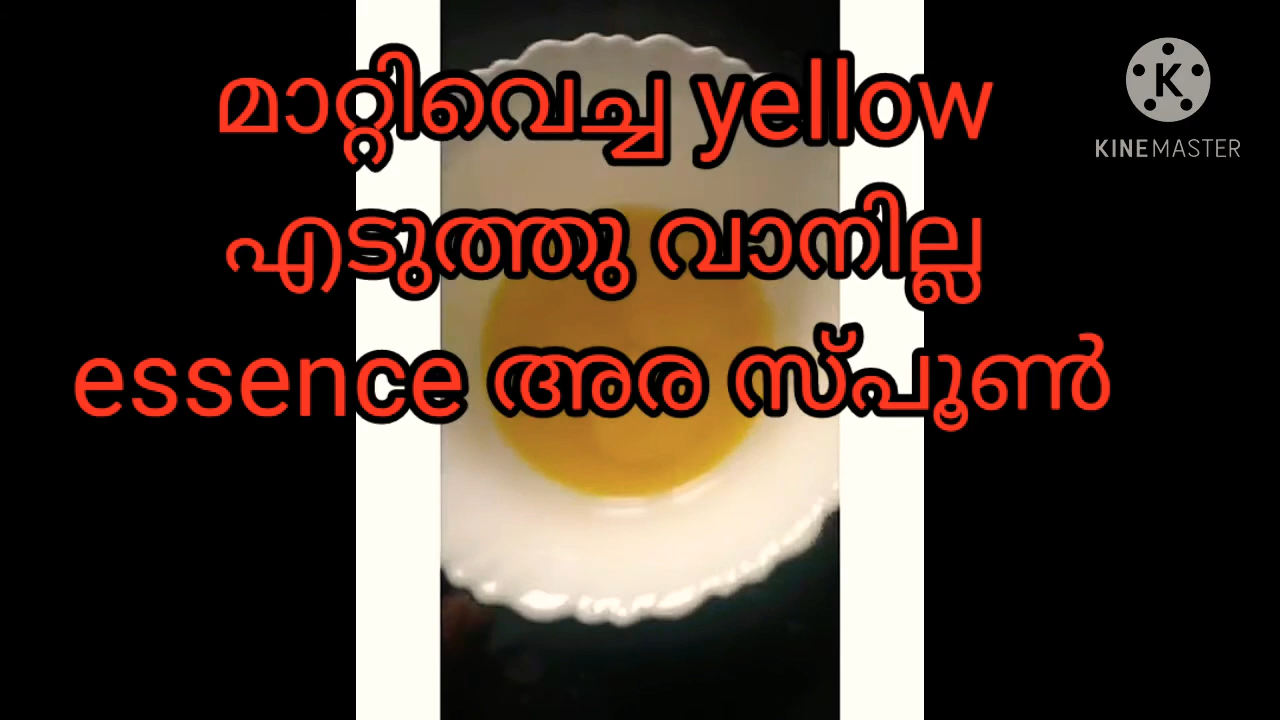 മാറ്റിവെച്ച yellow
എടുത്തു വാനില്ല
essence അര സ്പൂൺ
KINEMASTER